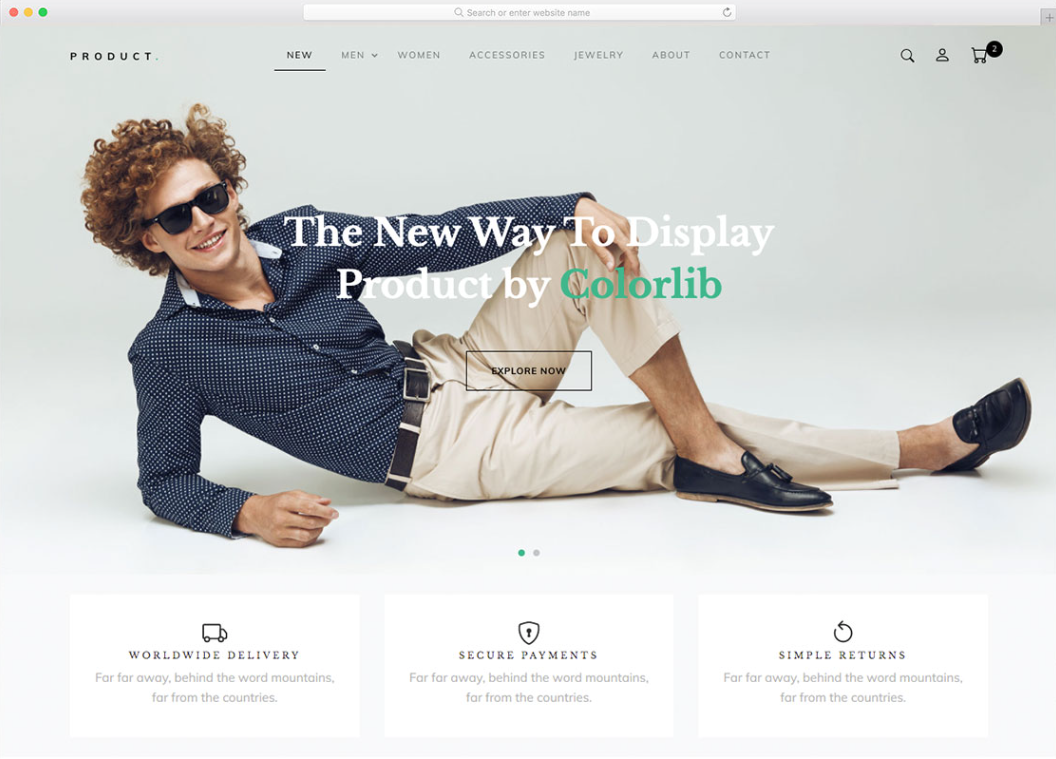 Search or enter website name
PRODUCT.
NEW MEN WOMEN ACCESSORIES JEWELRY ABOUT CONTACT
2
The New Way To Display
Product by Colorlib
EXPLORE NOW
WORLDWIDE DELIVERY
Far far away, behind the word mountains,
far from the countries.
SECURE PAYMENTS
Far far away, behind the word mountains,
far from the countries.
SIMPLE RETURNS
Far far away, behind the word mountains,
far from the countries.